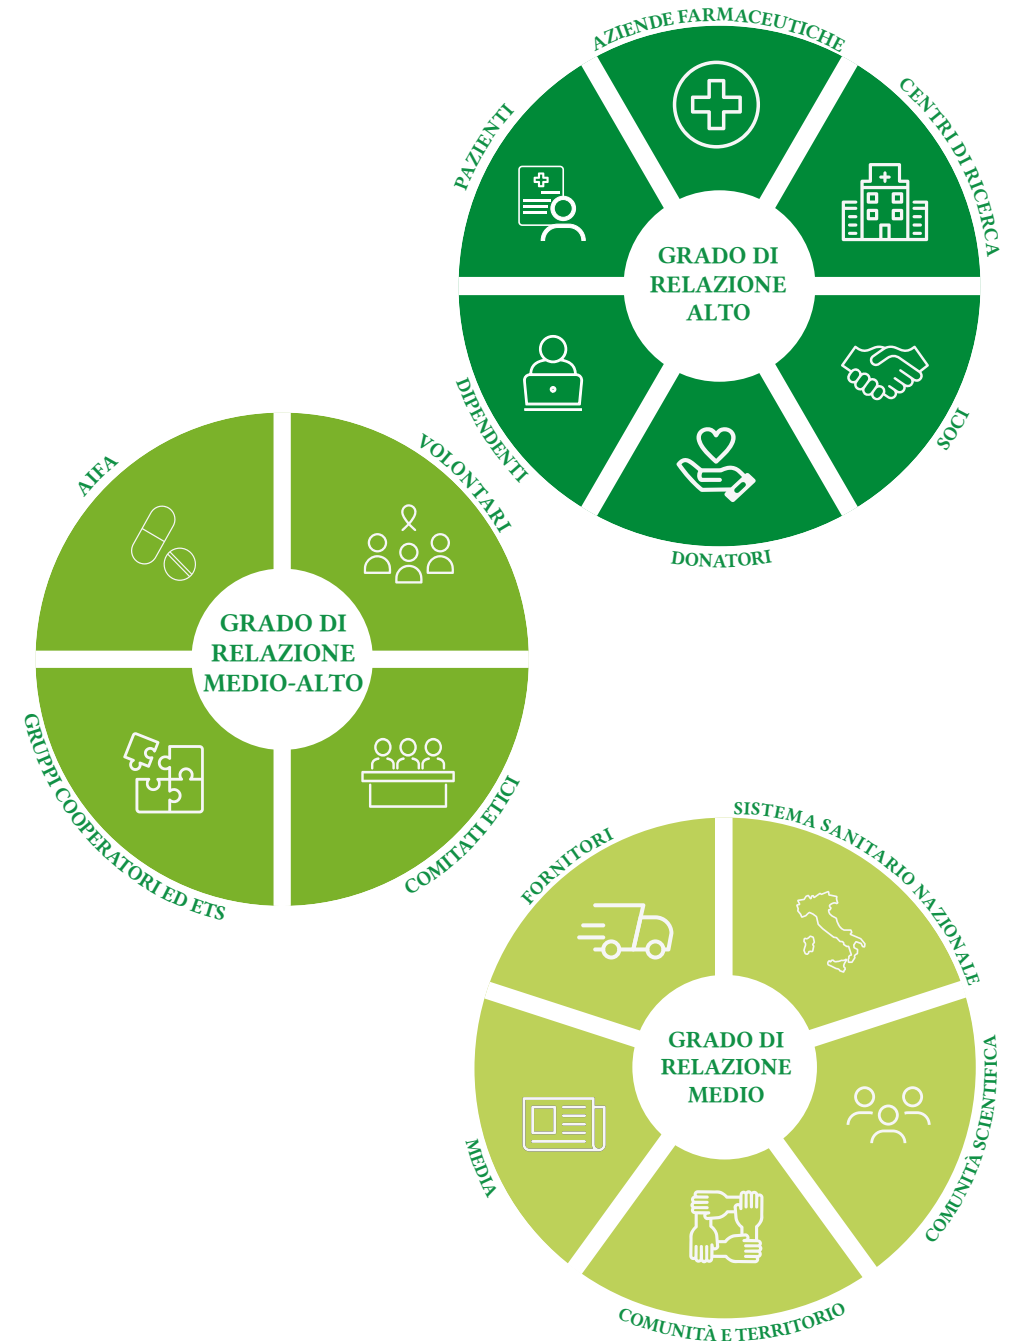 AZIENDE FARMACEUTICHE
CENTRI DI RICERCA
SOCI
DONATORI
DIPENDENTI
PAZIENTI
GRADO DI
RELAZIONE
ALTO
AIFA
VOLONTARI
COMITATI ETICI
GRUPPI COOPERATORI ED ETS
GRADO DI
RELAZIONE
MEDIO-ALTO
FORNITORI
SISTEMA SANITARIO NAZIONALE
COMUNITÀ SCIENTIFICA
COMUNITÀ E TERRITORIO
MEDIA
GRADO DI
RELAZIONE
MEDIO